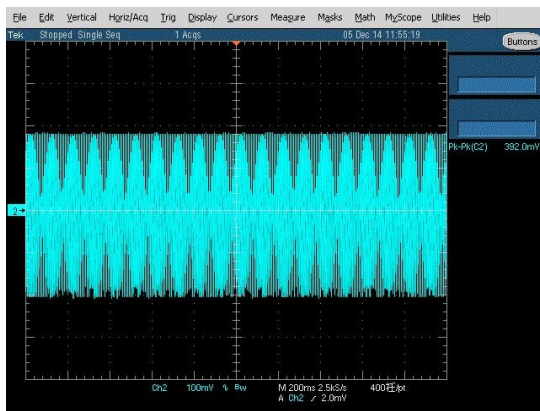 File Edit Vertical Horiz/Acq Trig Display Cursors Measure Masks Math MyScope Utilities Help
Tek Stopped Single Seq 1 Acqs 05 Dec 14 11:55:19
Buttons
Pk-Pk(C2) 392.0mV
2
Ch2 100mV Bw M 200ms 2.5kS/s 400 /pt
A Ch2 2.0mV